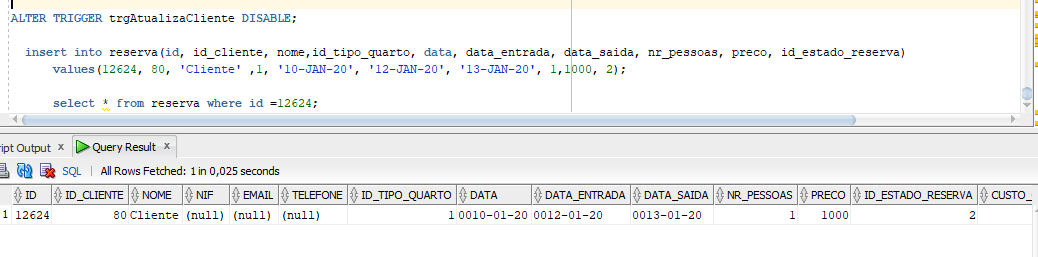 ALTER TRIGGER trgAtualizaCliente DISABLE;
insert into reserva(id, id_cliente, nome,id_tipo_quarto, data, data_entrada, data_saida, nr_pessoas, preco, id_estado_reserva)
values(12624, 80, 'Cliente' ,1, '10-JAN-20', '12-JAN-20', '13-JAN-20', 1,1000, 2);
select * from reserva where id =12624;
ript Output x Query Result x
SQL | All Rows Fetched: 1 in 0,025 seconds
ID ID_CLIENTE NOME NIF EMAIL TELEFONE ID_TIPO_QUARTO DATA DATA_ENTRADA DATA_SAIDA NR_PESSOAS PRECO ID_ESTADO_RESERVA CUSTO_
1 12624 80 Cliente (null) (null) (null) 1 0010-01-20 0012-01-20 0013-01-20 1 1000 2